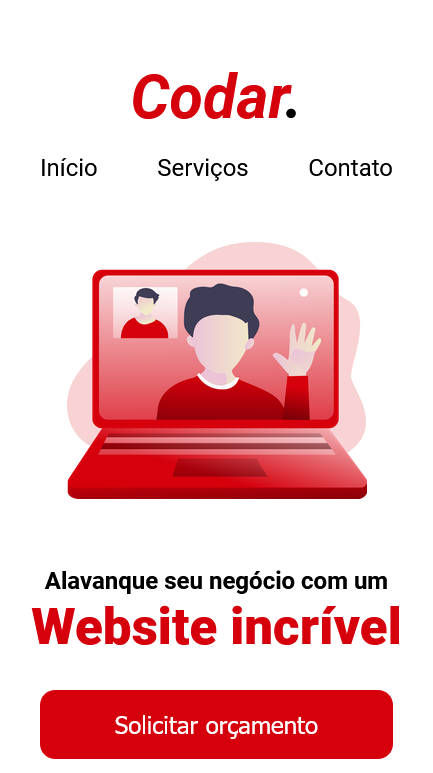 Codar.
Início Serviços Contato
Alavanque seu negócio com um
Website incrível
Solicitar orçamento